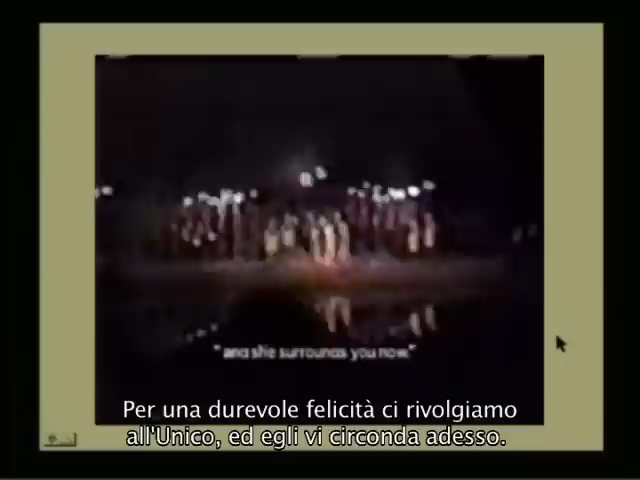 "and she surrounds you now."
Per una durevole felicità ci rivolgiamo
all'Unico, ed egli vi circonda adesso.